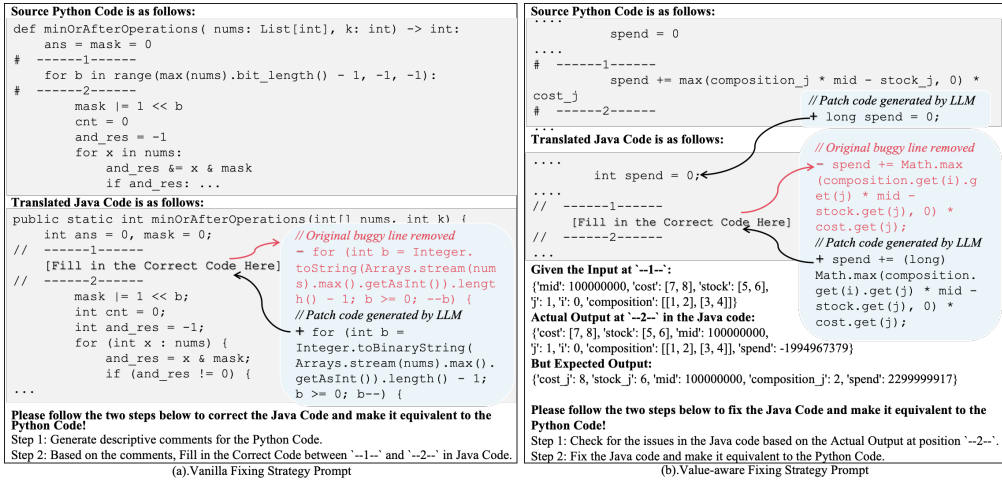 Source Python Code is as follows:
def minOrAfterOperations( nums: List[int], k: int) -> int:
    ans = mask = 0
#  ------1------
    for b in range(max(nums).bit_length() - 1, -1, -1):
#  ------2------
        mask |= 1 << b
        cnt = 0
        and_res = -1
        for x in nums:
            and_res &= x & mask
            if and_res: ...
Translated Java Code is as follows:
public static int minOrAfterOperations(int[] nums, int k) {
    int ans = 0, mask = 0;
//  ------1------
    [Fill in the Correct Code Here]
//  ------2------
        mask |= 1 << b;
        int cnt = 0;
        int and_res = -1;
        for (int x : nums) {
            and_res = x & mask;
            if (and_res != 0) {
...
// Original buggy line removed
- for (int b = Integer.
toString(Arrays.stream(num
s).max().getAsInt()).lengt
h() - 1; b >= 0; --b) {
// Patch code generated by LLM
+ for (int b =
Integer.toBinaryString(
Arrays.stream(nums).max().
getAsInt()).length() - 1;
b >= 0; b--) {
Please follow the two steps below to correct the Java Code and make it equivalent to the
Python Code!
Step 1: Generate descriptive comments for the Python Code.
Step 2: Based on the comments, Fill in the Correct Code between `--1--` and `--2--` in Java Code.
(a).Vanilla Fixing Strategy Prompt
Source Python Code is as follows:
....
        spend = 0
....
#  ------1------
        spend += max(composition_j * mid - stock_j, 0) *
cost_j
#  ------2------
...
// Patch code generated by LLM
+ long spend = 0;
Translated Java Code is as follows:
....
    int spend = 0;
....
//  ------1------
    [Fill in the Correct Code Here]
//  ------2------
// Original buggy line removed
- spend += Math.max
(composition.get(i).g
et(j) * mid -
stock.get(j), 0) *
cost.get(j);
// Patch code generated by LLM
+ spend += (long)
Math.max(composition.
get(i).get(j) * mid -
stock.get(j), 0) *
cost.get(j);
Given the Input at `--1--`:
{'mid': 100000000, 'cost': [7, 8], 'stock': [5, 6],
'j': 1, 'i': 0, 'composition': [[1, 2], [3, 4]]}
Actual Output at `--2--` in the Java code:
{'cost': [7, 8], 'stock': [5, 6], 'mid': 100000000,
'j': 1, 'i': 0, 'composition': [[1, 2], [3, 4]], 'spend': -1994967379}
But Expected Output:
{'cost_j': 8, 'stock_j': 6, 'mid': 100000000, 'composition_j': 2, 'spend': 2299999917}
Please follow the two steps below to fix the Java Code and make it equivalent to the
Python Code!
Step 1: Check for the issues in the Java code based on the Actual Output at position `--2--`.
Step 2: Fix the Java code and make it equivalent to the Python Code.
(b).Value-aware Fixing Strategy Prompt